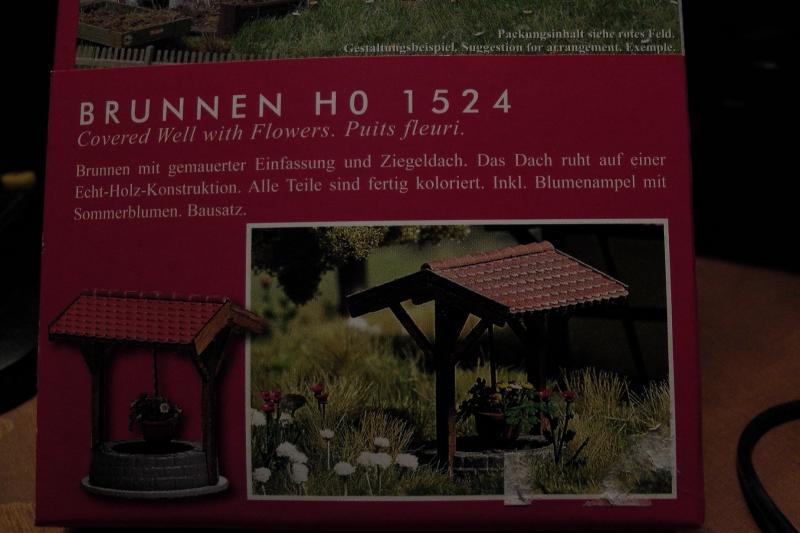 Packungsinhalt siehe rotes Feld.
Gestaltungsbeispiel. Suggestion for arrangement. Exemple.
BRUNNEN H0 1524
Covered Well with Flowers. Puits fleuri.
Brunnen mit gemauerter Einfassung und Ziegeldach. Das Dach ruht auf einer
Echt-Holz-Konstruktion. Alle Teile sind fertig koloriert. Inkl. Blumenampel mit
Sommerblumen. Bausatz.